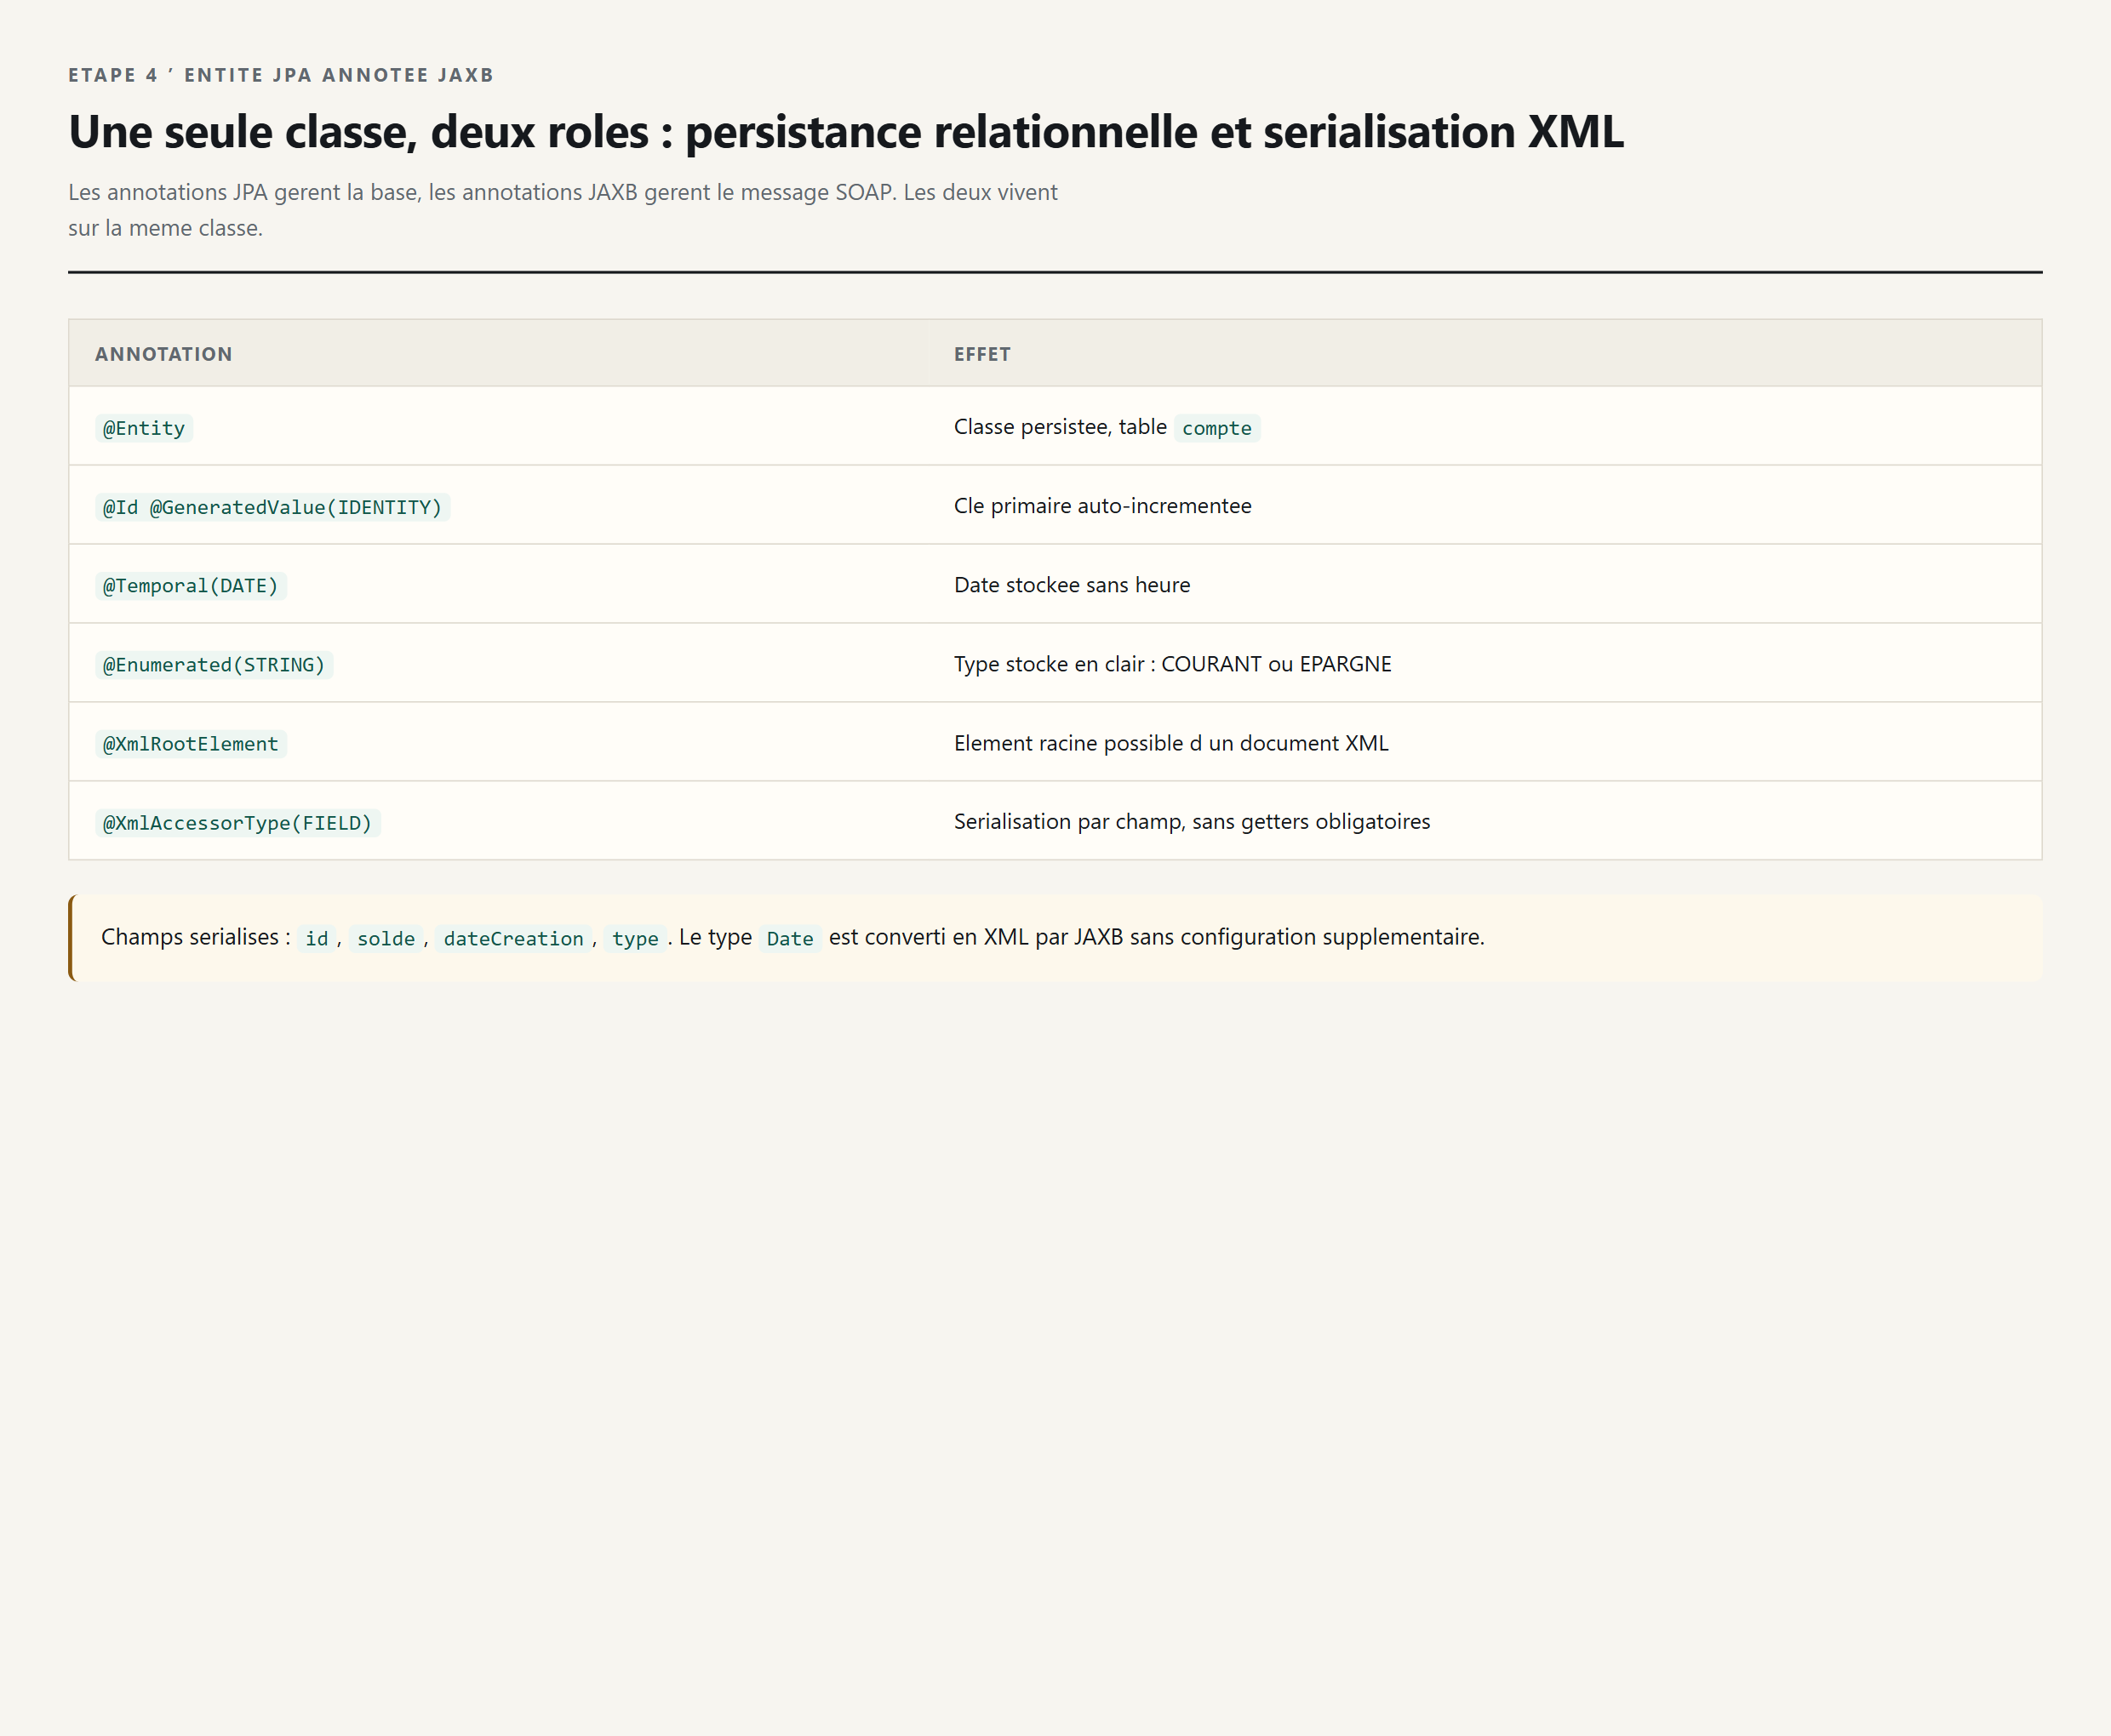 ETAPE 4 ’ ENTITE JPA ANNOTEE JAXB
Une seule classe, deux roles : persistance relationnelle et serialisation XML
Les annotations JPA gerent la base, les annotations JAXB gerent le message SOAP. Les deux vivent
sur la meme classe.
ANNOTATION EFFET
@Entity Classe persistee, table compte
@Id @GeneratedValue(IDENTITY) Cle primaire auto-incrementee
@Temporal(DATE) Date stockee sans heure
@Enumerated(STRING) Type stocke en clair : COURANT ou EPARGNE
@XmlRootElement Element racine possible d un document XML
@XmlAccessorType(FIELD) Serialisation par champ, sans getters obligatoires
Champs serialises : id, solde, dateCreation, type. Le type Date est converti en XML par JAXB sans configuration supplementaire.